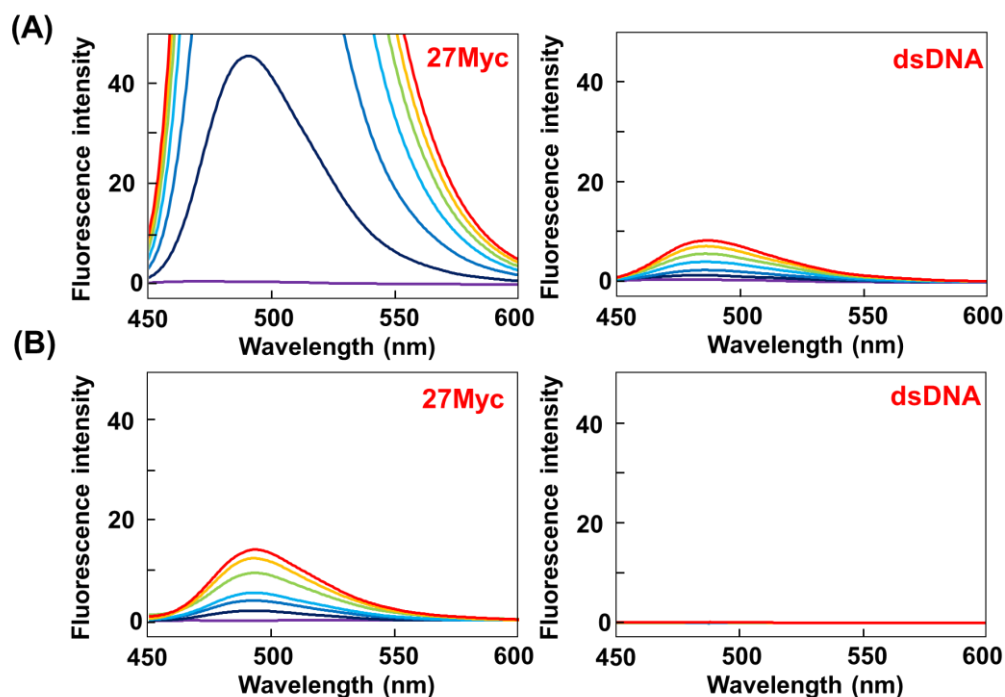 (A)
27Myc
Fluorescence intensity
40
20
0
450 500 550 600
Wavelength (nm)
dsDNA
Fluorescence intensity
40
20
0
450 500 550 600
Wavelength (nm)
(B)
27Myc
Fluorescence intensity
40
20
0
450 500 550 600
Wavelength (nm)
dsDNA
Fluorescence intensity
40
20
0
450 500 550 600
Wavelength (nm)